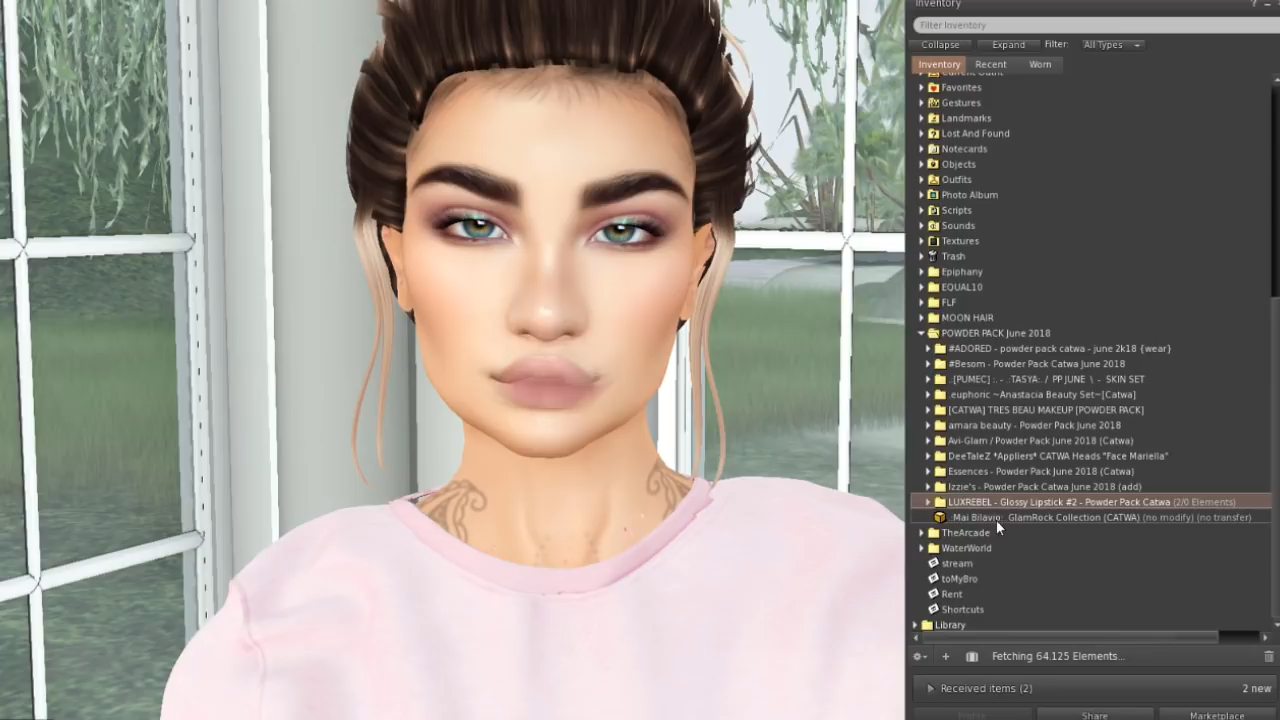 Inventory
? –
Filter Inventory
Collapse Expand Filter: All Types
Inventory Recent Worn
Current Outfit
Favorites
Gestures
Landmarks
Lost And Found
Notecards
Objects
Outfits
Photo Album
Scripts
Sounds
Textures
Trash
Epiphany
EQUAL10
FLF
MOON HAIR
POWDER PACK June 2018
#ADORED - powder pack catwa - june 2k18 {wear}
#Besom - Powder Pack Catwa June 2018
.[PUMEC] :. - .TASYA: / PP JUNE \ - SKIN SET
.euphoric ~Anastacia Beauty Set~[Catwa]
[CATWA] TRES BEAU MAKEUP [POWDER PACK]
amara beauty - Powder Pack June 2018
Avi-Glam / Powder Pack June 2018 (Catwa)
DeeTaleZ *Appliers* CATWA Heads "Face Mariella"
Essences - Powder Pack June 2018 (Catwa)
Izzie's - Powder Pack Catwa June 2018 (add)
LUXREBEL - Glossy Lipstick #2 - Powder Pack Catwa (2/0 Elements)
:Mai Bilavio:_GlamRock Collection (CATWA) (no modify) (no transfer)
TheArcade
WaterWorld
stream
toMyBro
Rent
Shortcuts
Library
+ Fetching 64.125 Elements...
Received items (2) 2 new
Profile Share Marketplace